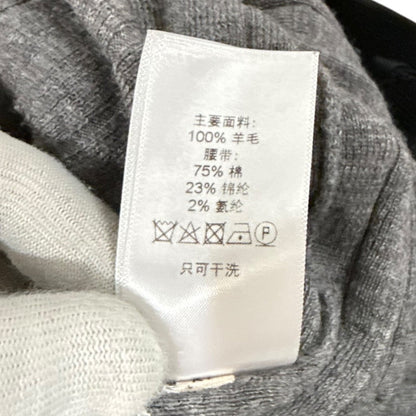 主要面料:
100% 羊毛
腰带:
75% 棉
23% 锦纶
2% 氨纶
P
只可干洗